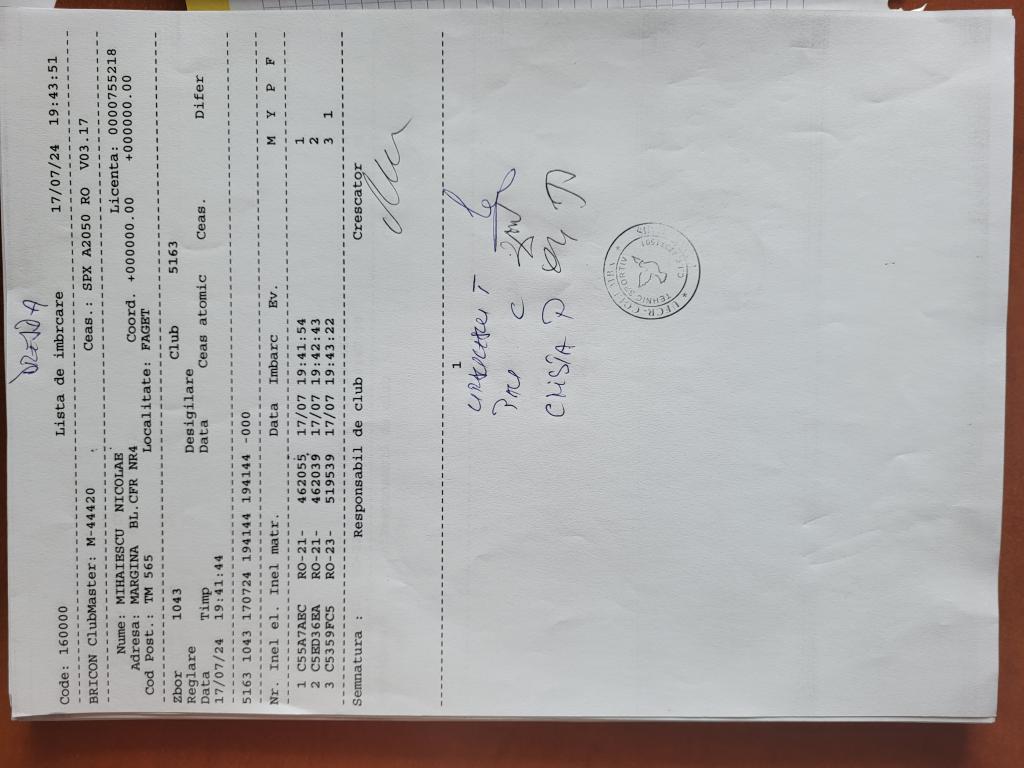 DRESDA
Lista de imbrcare
Code: 160000 17/07/24 19:43:51
BRICON ClubMaster: M-44420 Ceas.: SPX A2050 RO V03.17
Nume: MIHAIESCU NICOLAE Licenta: 0000755218
Adresa: MARGINA BL.CFR NR4 Coord. +000000.00 +000000.00
Cod Post.: TM 565 Localitate: FAGET
Zbor 1043 Club 5163
Reglare Desigilare
Data Timp Data Ceas atomic Ceas. Difer
17/07/24 19:41:44
5163 1043 170724 194144 194144 -000
Nr. Inel el. Inel matr. Data Imbarc Ev. M Y P F
1 C55A7AEC RO-21- 462055 17/07 19:41:54 1
2 C5ED36EA RO-21- 462039 17/07 19:42:43 2
3 C5359FC5 RO-23- 519539 17/07 19:43:22 3 1
Semnatura : Responsabil de club Crescator
1